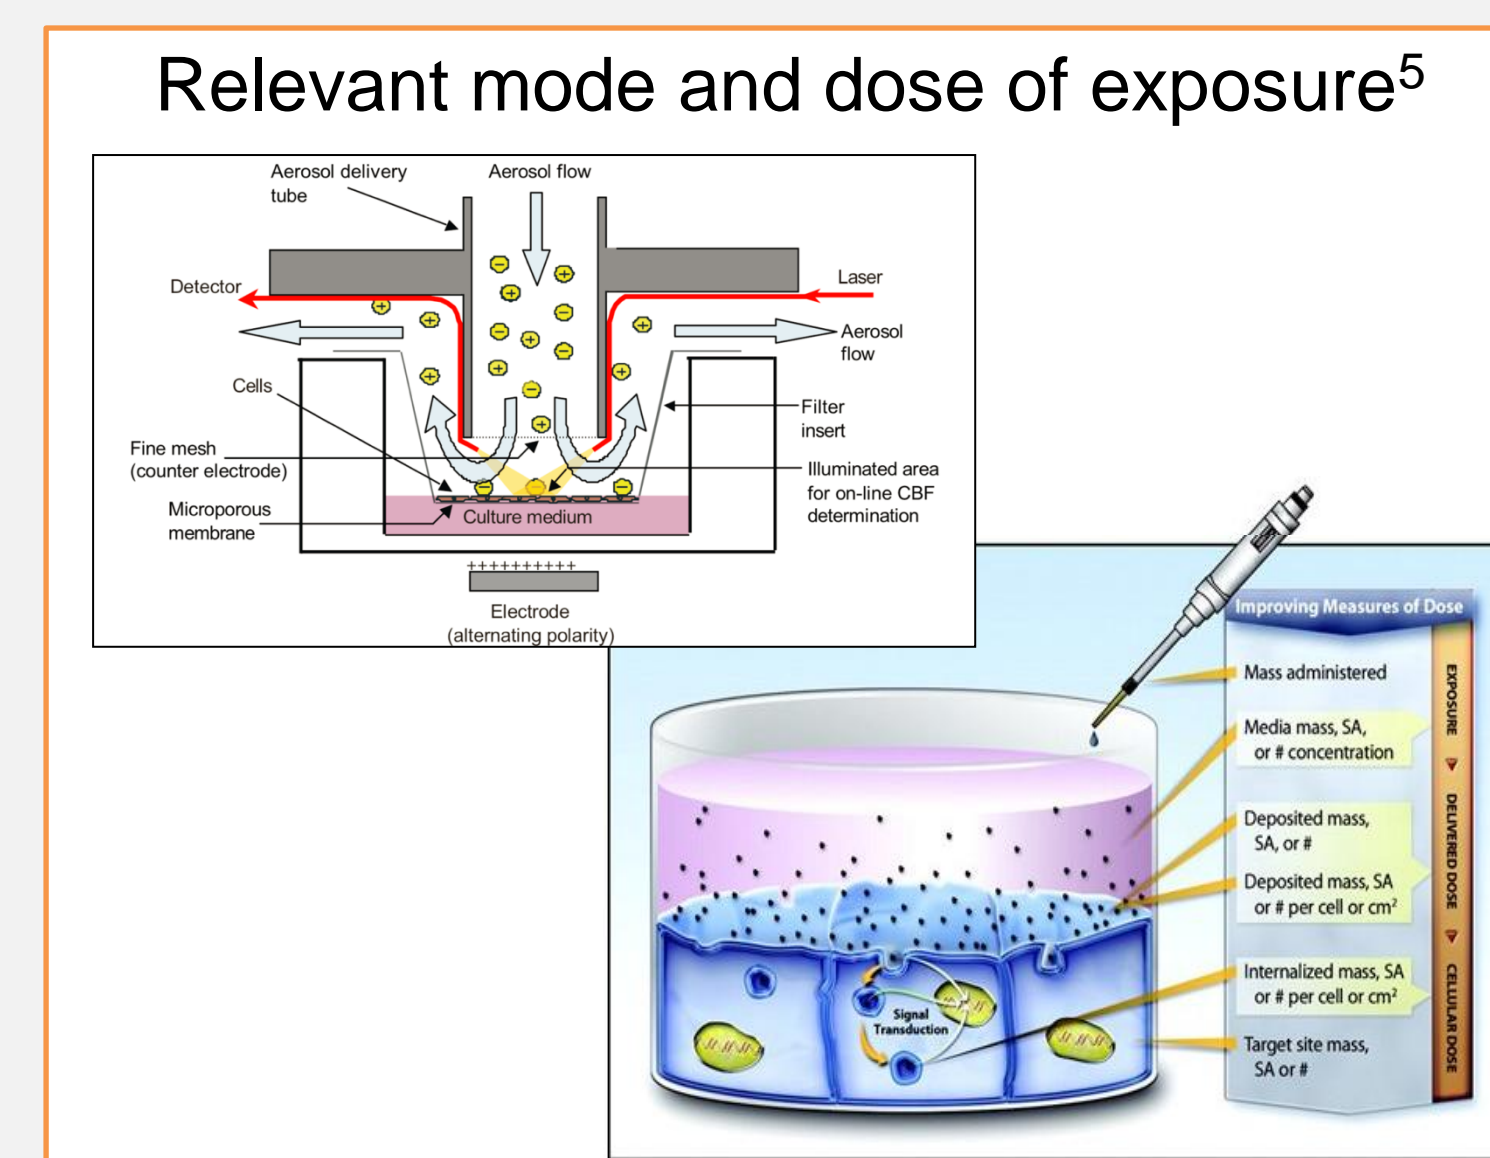 Relevant mode and dose of exposure5
Aerosol delivery
tube
Aerosol flow
Detector
Laser
Aerosol
flow
Cells
Filter
insert
Fine mesh
(counter electrode)
Illuminated area
for on-line CBF
determination
Microporous
membrane
Culture medium
++++++++++
Electrode
(alternating polarity)
Improving Measures of Dose
Mass administered
Media mass, SA,
or # concentration
Deposited mass,
SA, or #
Deposited mass, SA
or # per cell or cm²
Internalized mass, SA
or # per cell or cm²
Target site mass,
SA or #
EXPOSURE
DELIVERED DOSE
CELLULAR DOSE
Signal
Transduction